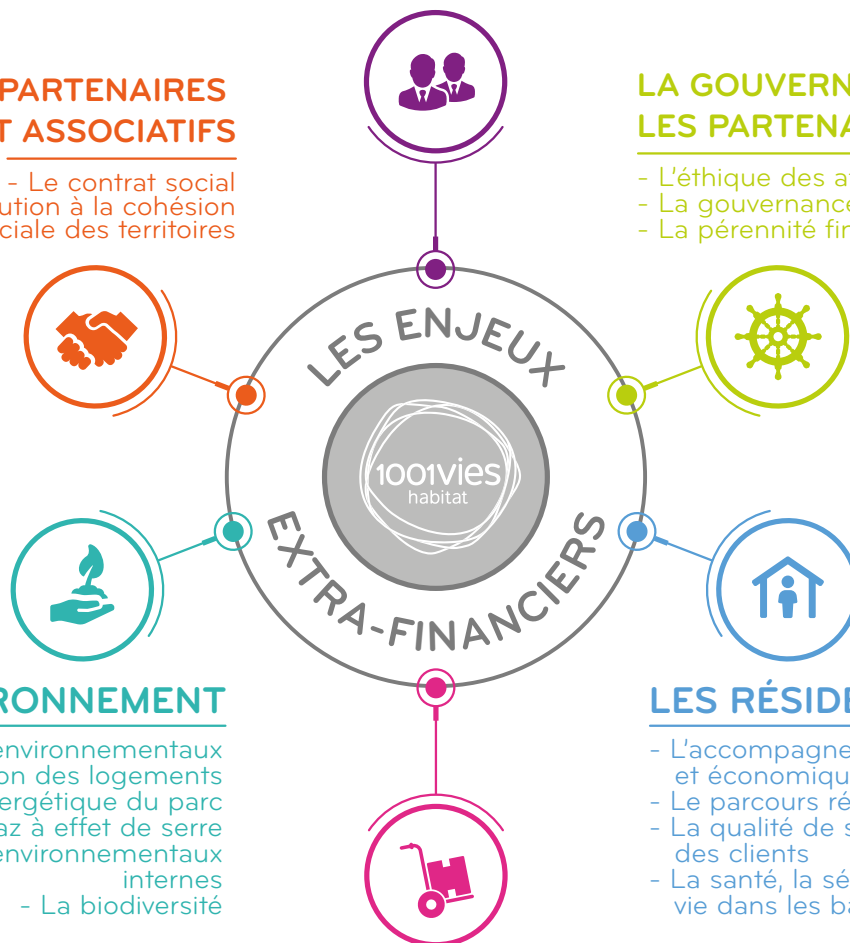 PARTENAIRES
T ASSOCIATIFS
- Le contrat social
ution à la cohésion
ciale des territoires
LA GOUVERN
LES PARTENA
- L'éthique des a
- La gouvernance
- La pérennité fin
LES ENJEUX
EXTRA-FINANCIERS
1001vies
habitat
RONNEMENT
environnementaux
on des logements
ergétique du parc
az à effet de serre
environnementaux
internes
- La biodiversité
LES RÉSIDE
- L'accompagne
et économiqu
- Le parcours ré
- La qualité de s
des clients
- La santé, la sé
vie dans les ba